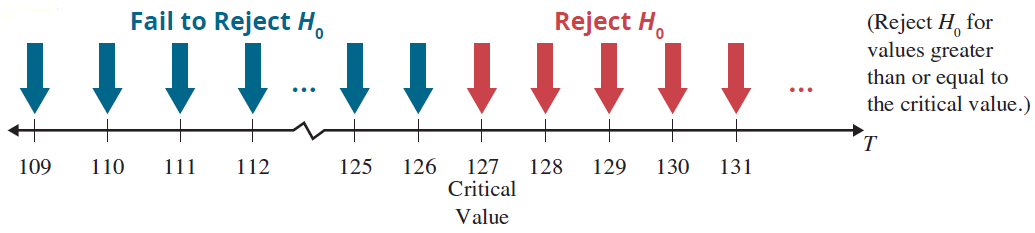 Fail to Reject H₀
Reject H₀
(Reject H₀ for
values greater
than or equal to
the critical value.)
...
...
T
109 110 111 112 125 126 127 128 129 130 131
Critical
Value